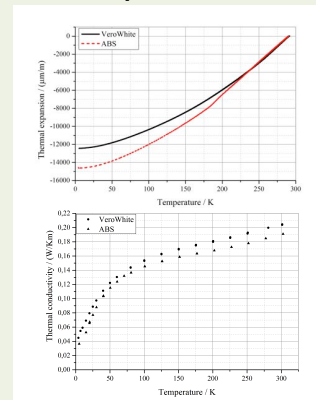 VeroWhite
ABS
0
-2000
-4000
-6000
-8000
-10000
-12000
-14000
-16000
Thermal expansion / (μm/m)
0 50 100 150 200 250 300
Temperature / K
VeroWhite
ABS
0,22
0,20
0,18
0,16
0,14
0,12
0,10
0,08
0,06
0,04
0,02
0,00
Thermal conductivity / (W/Km)
0 50 100 150 200 250 300
Temperature / K